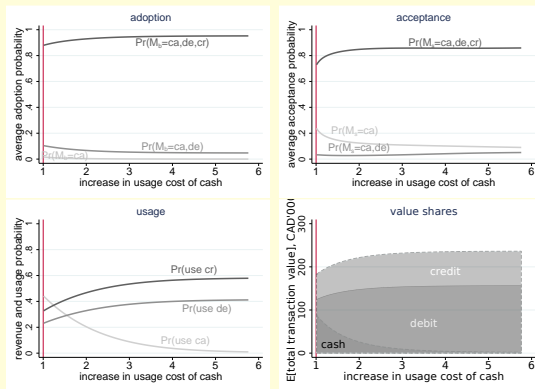 adoption
average adoption probability
0 .2 .4 .6 .8 1
Pr(Mb=ca,de,cr)
Pr(Mb=ca,de)
Pr(Mb=ca)
1 2 3 4 5 6
increase in usage cost of cash
acceptance
average acceptance probability
0 .2 .4 .6 .8 1
Pr(Ms=ca,de,cr)
Pr(Ms=ca)
Pr(Ms=ca,de)
1 2 3 4 5 6
increase in usage cost of cash
usage
revenue and usage probability
0 .2 .4 .6 .8 1
Pr(use cr)
Pr(use de)
Pr(use ca)
1 2 3 4 5 6
increase in usage cost of cash
value shares
E[total transaction value], CAD'000
0 100 200 300
credit
debit
cash
1 2 3 4 5 6
increase in usage cost of cash